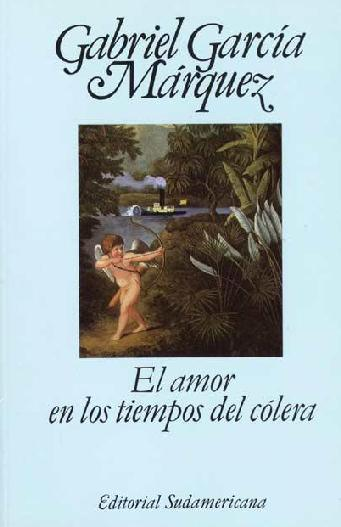 Gabriel García
Márquez
El amor
en los tiempos del cólera
Editorial Sudamericana